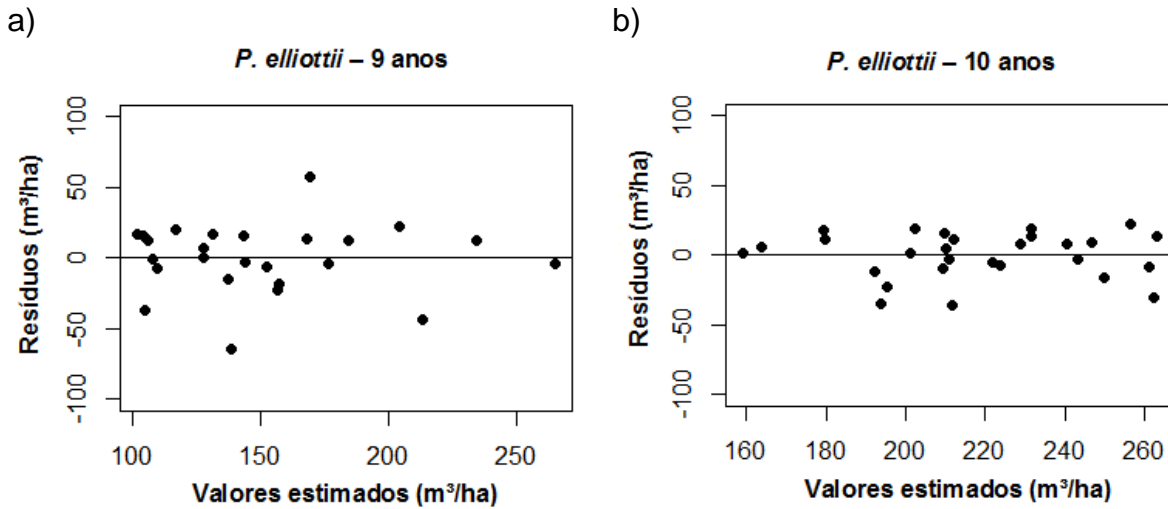 a)
P. elliottii – 9 anos
Resíduos (m³/ha)
100
50
0
-50
-100
100 150 200 250
Valores estimados (m³/ha)
b)
P. elliottii – 10 anos
Resíduos (m³/ha)
100
50
0
-50
-100
160 180 200 220 240 260
Valores estimados (m³/ha)